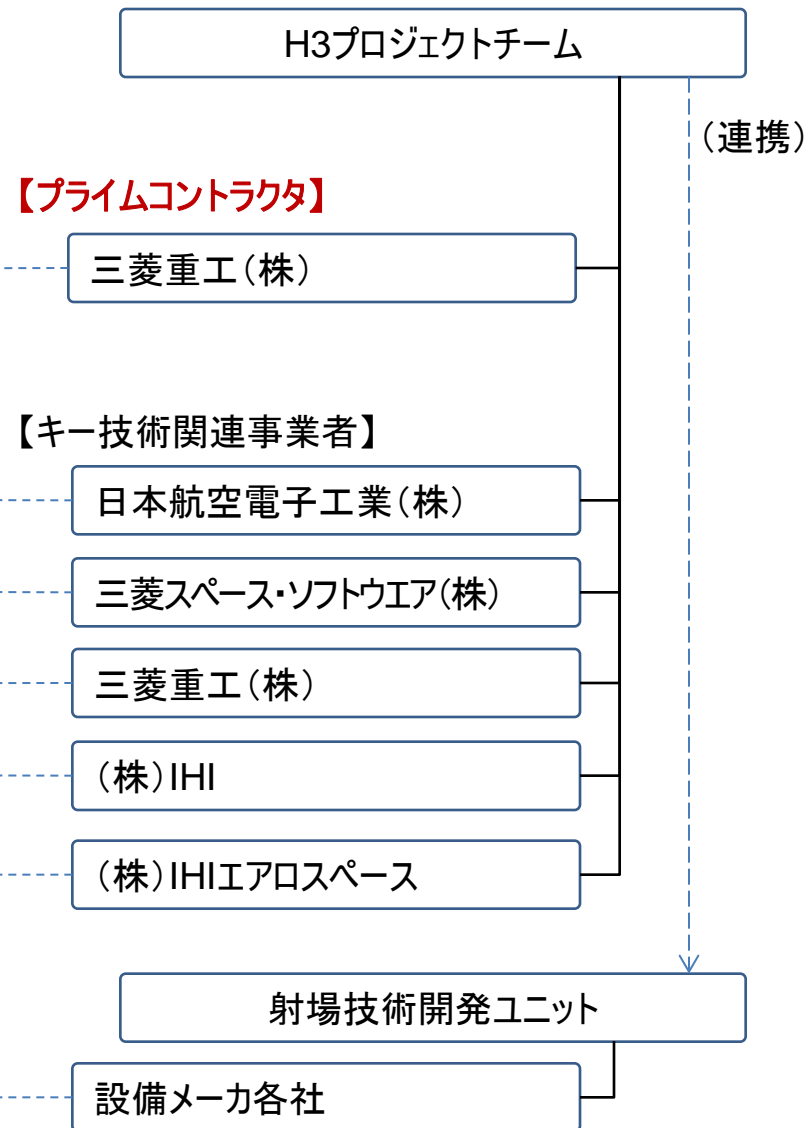 H3プロジェクトチーム
(連携)
【プライムコントラクタ】
三菱重工(株)
【キー技術関連事業者】
日本航空電子工業(株)
三菱スペース・ソフトウエア(株)
三菱重工(株)
(株)IHI
(株)IHIエアロスペース
射場技術開発ユニット
設備メーカ各社